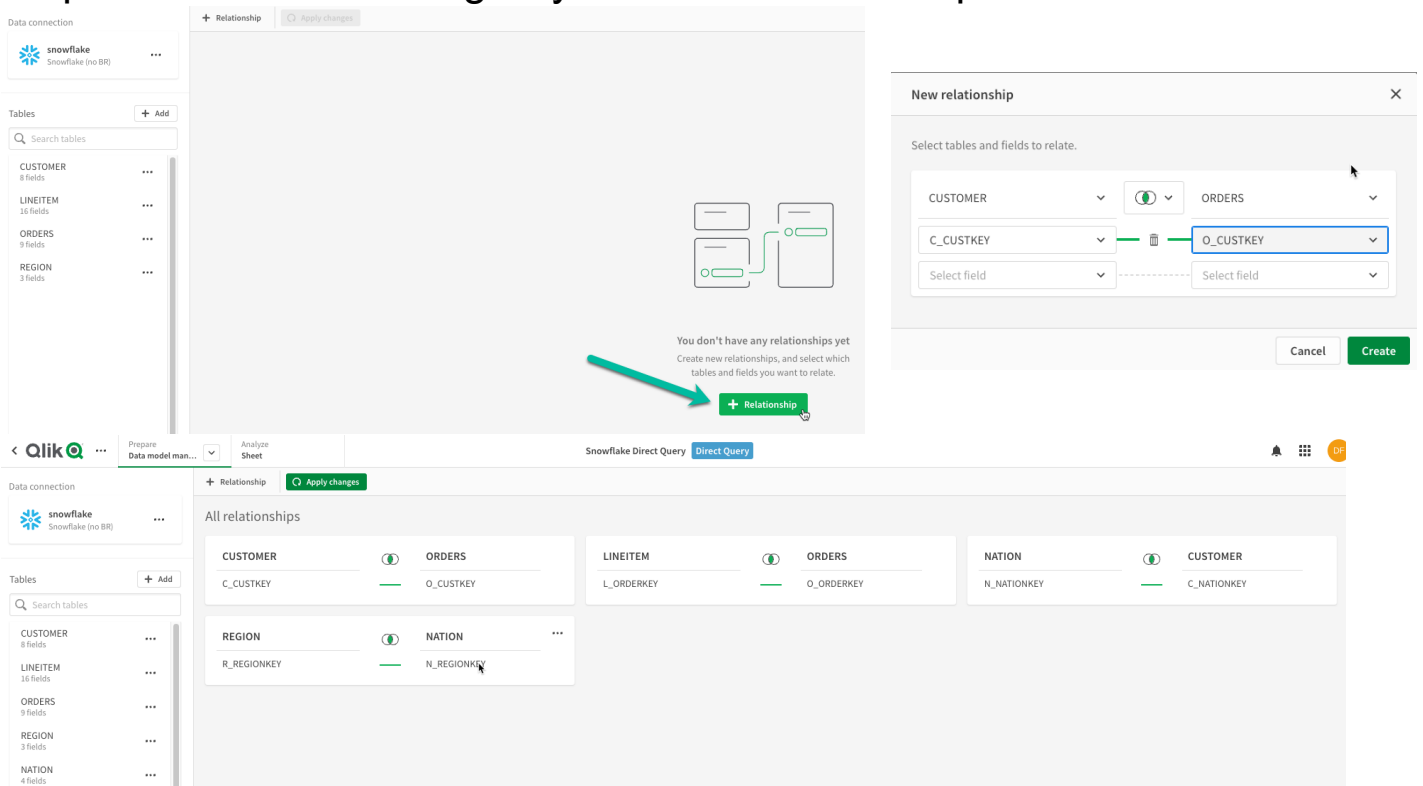 Data connection
+ Relationship
Apply changes
snowflake
Snowflake (no BR)
Tables
+ Add
Search tables
CUSTOMER
8 fields
LINEITEM
16 fields
ORDERS
9 fields
REGION
3 fields
You don't have any relationships yet
Create new relationships, and select which
tables and fields you want to relate.
+ Relationship
New relationship
Select tables and fields to relate.
CUSTOMER
ORDERS
C_CUSTKEY
O_CUSTKEY
Select field
Select field
Cancel
Create
Qlik
Prepare
Data model man...
Analyze
Sheet
Snowflake Direct Query
Direct Query
DF
Data connection
+ Relationship
Apply changes
snowflake
Snowflake (no BR)
Tables
+ Add
Search tables
CUSTOMER
8 fields
LINEITEM
16 fields
ORDERS
9 fields
REGION
3 fields
NATION
4 fields
All relationships
CUSTOMER
ORDERS
C_CUSTKEY
O_CUSTKEY
LINEITEM
ORDERS
L_ORDERKEY
O_ORDERKEY
NATION
CUSTOMER
N_NATIONKEY
C_NATIONKEY
REGION
NATION
R_REGIONKEY
N_REGIONKEY